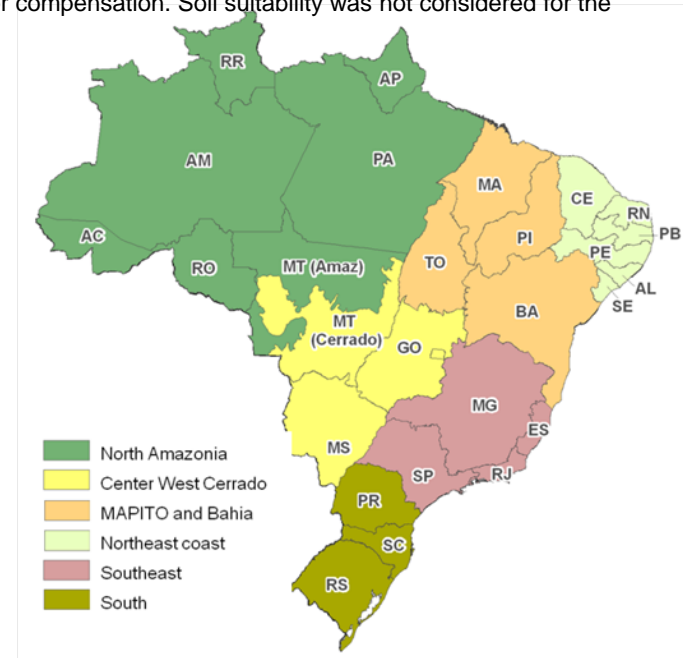 r compensation. Soil suitability was not considered for the
RR
AP
AM
PA
MA
CE
RN
PB
PI
PE
AC
RO
MT (Amaz)
TO
AL
SE
BA
MT
(Cerrado)
GO
MG
ES
MS
SP
RJ
PR
SC
RS
North Amazonia
Center West Cerrado
MAPITO and Bahia
Northeast coast
Southeast
South